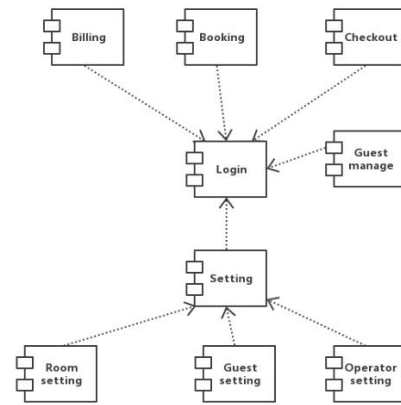 Billing
Booking
Checkout
Login
Guest
manage
Setting
Room
setting
Guest
setting
Operator
setting